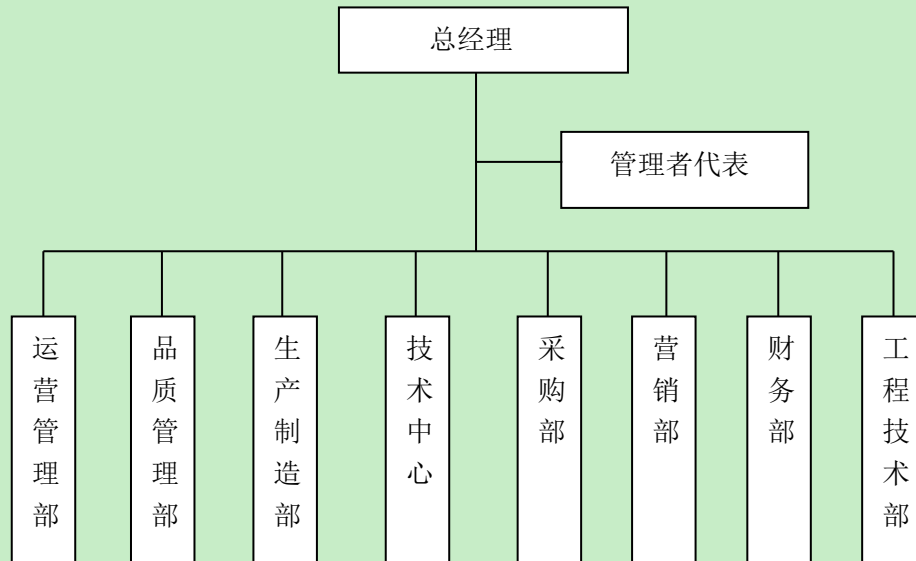 总经理
管理者代表
运营管理部
品质管理部
生产制造部
技术中心
采购部
营销部
财务部
工程技术部